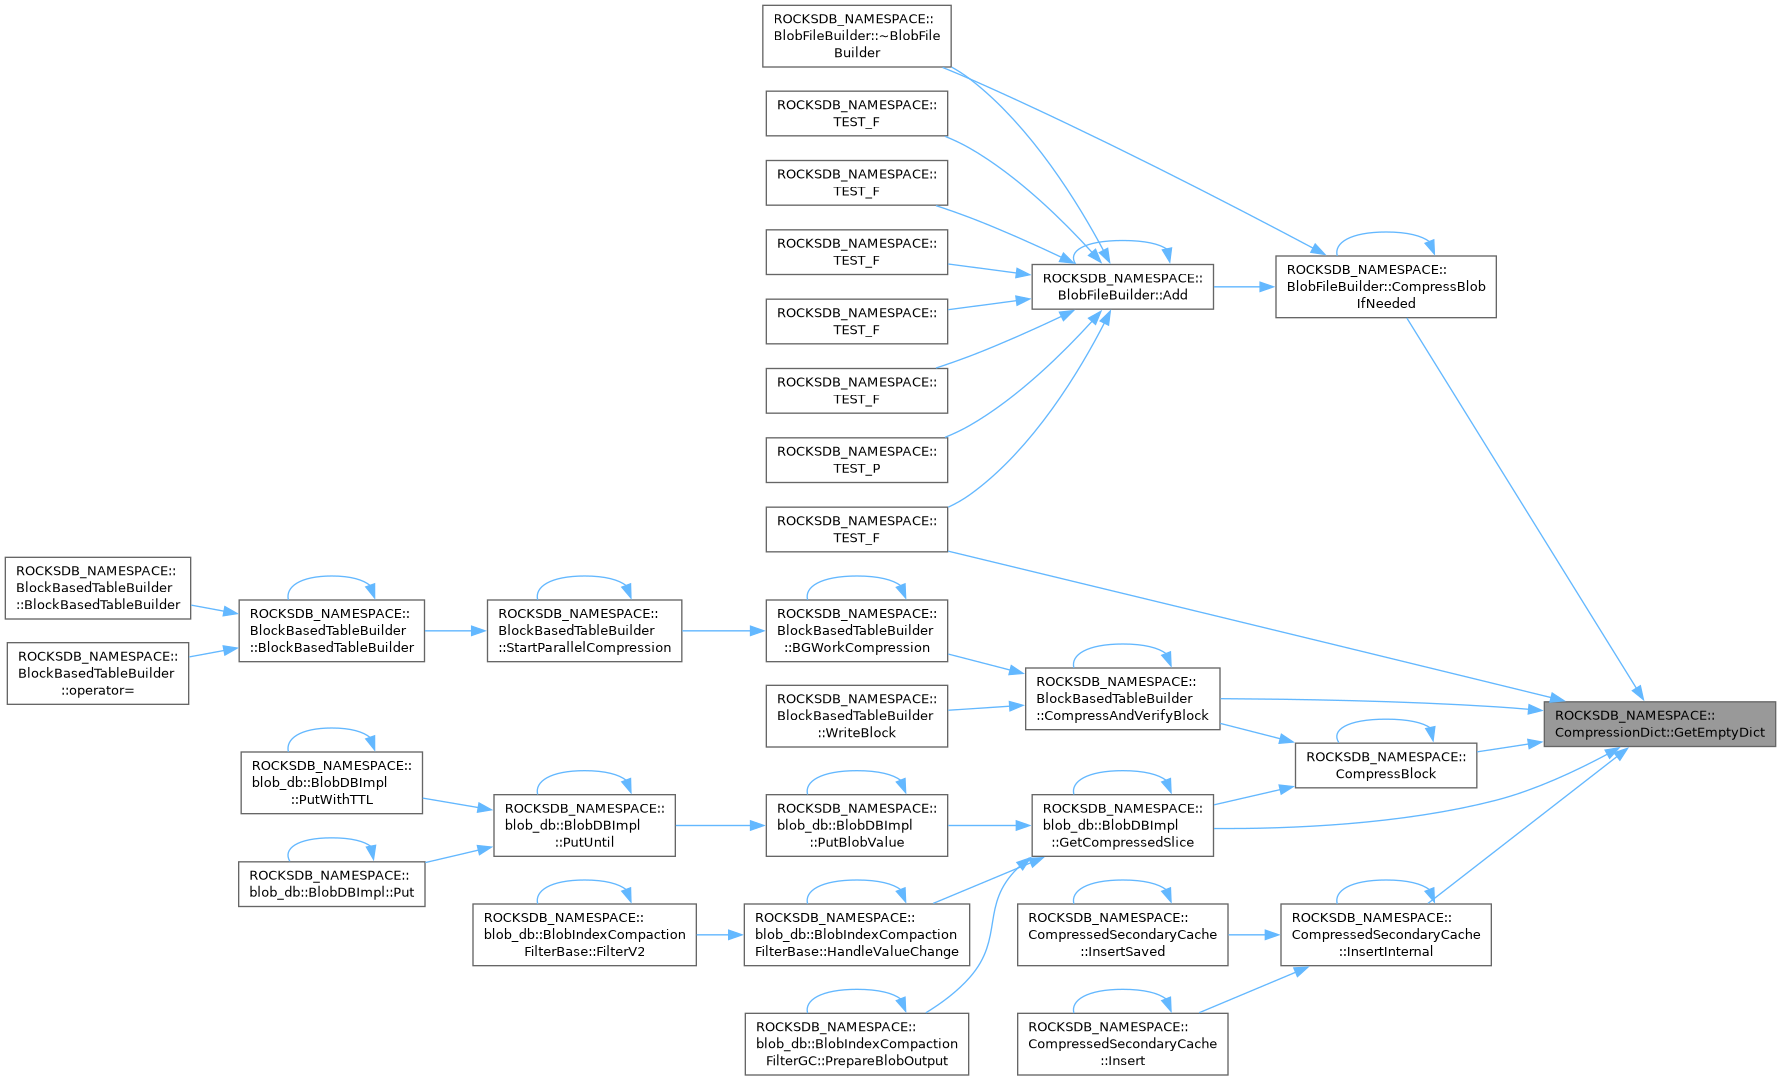 ROCKSDB_NAMESPACE::
BlobFileBuilder::~BlobFile
Builder
ROCKSDB_NAMESPACE::
TEST_F
ROCKSDB_NAMESPACE::
TEST_F
ROCKSDB_NAMESPACE::
TEST_F
ROCKSDB_NAMESPACE::
TEST_F
ROCKSDB_NAMESPACE::
TEST_F
ROCKSDB_NAMESPACE::
TEST_P
ROCKSDB_NAMESPACE::
TEST_F
ROCKSDB_NAMESPACE::
BlobFileBuilder::Add
ROCKSDB_NAMESPACE::
BlobFileBuilder::CompressBlob
IfNeeded
ROCKSDB_NAMESPACE::
BlockBasedTableBuilder
::BlockBasedTableBuilder
ROCKSDB_NAMESPACE::
BlockBasedTableBuilder
::operator=
ROCKSDB_NAMESPACE::
BlockBasedTableBuilder
::BlockBasedTableBuilder
ROCKSDB_NAMESPACE::
BlockBasedTableBuilder
::StartParallelCompression
ROCKSDB_NAMESPACE::
BlockBasedTableBuilder
::BGWorkCompression
ROCKSDB_NAMESPACE::
BlockBasedTableBuilder
::WriteBlock
ROCKSDB_NAMESPACE::
BlockBasedTableBuilder
::CompressAndVerifyBlock
ROCKSDB_NAMESPACE::
CompressBlock
ROCKSDB_NAMESPACE::
CompressionDict::GetEmptyDict
ROCKSDB_NAMESPACE::
blob_db::BlobDBImpl
::PutWithTTL
ROCKSDB_NAMESPACE::
blob_db::BlobDBImpl::Put
ROCKSDB_NAMESPACE::
blob_db::BlobDBImpl
::PutUntil
ROCKSDB_NAMESPACE::
blob_db::BlobDBImpl
::PutBlobValue
ROCKSDB_NAMESPACE::
blob_db::BlobDBImpl
::GetCompressedSlice
ROCKSDB_NAMESPACE::
blob_db::BlobIndexCompaction
FilterBase::FilterV2
ROCKSDB_NAMESPACE::
blob_db::BlobIndexCompaction
FilterBase::HandleValueChange
ROCKSDB_NAMESPACE::
CompressedSecondaryCache
::InsertSaved
ROCKSDB_NAMESPACE::
CompressedSecondaryCache
::InsertInternal
ROCKSDB_NAMESPACE::
blob_db::BlobIndexCompaction
FilterGC::PrepareBlobOutput
ROCKSDB_NAMESPACE::
CompressedSecondaryCache
::Insert